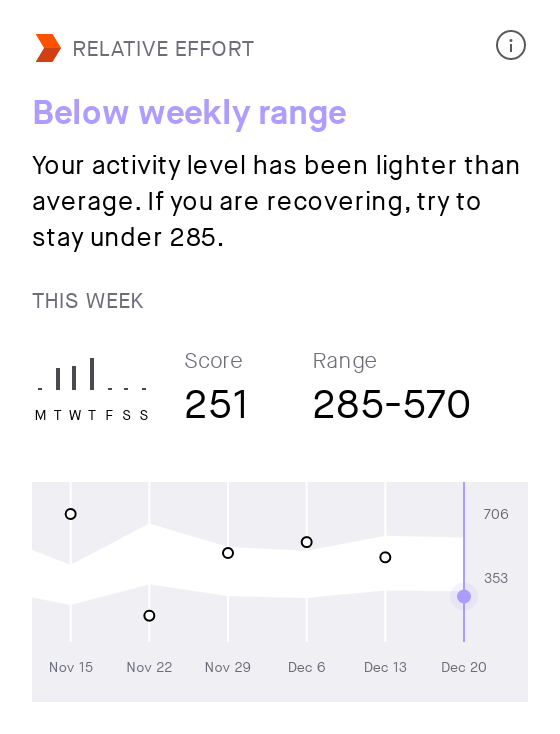 RELATIVE EFFORT
Below weekly range
Your activity level has been lighter than
average. If you are recovering, try to
stay under 285.
THIS WEEK
Score Range
251 285-570
M T W T F S S
706
353
Nov 15 Nov 22 Nov 29 Dec 6 Dec 13 Dec 20